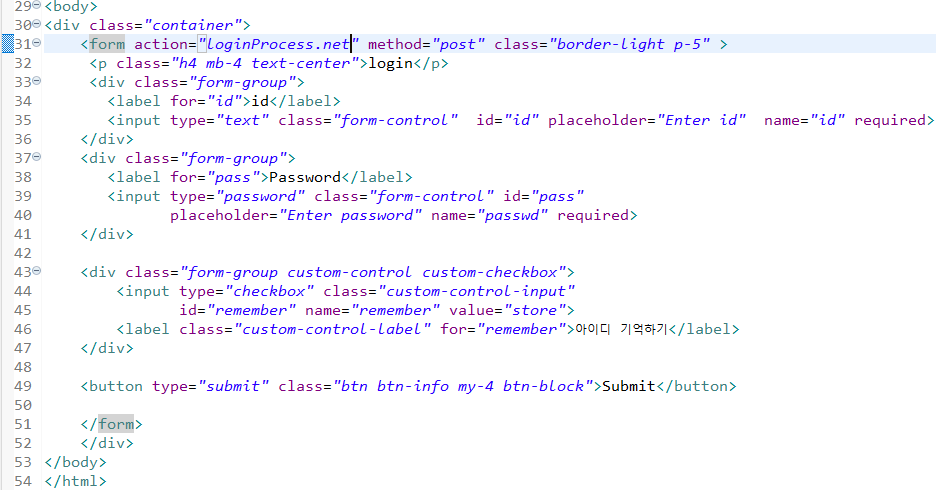 29 <body>
30 <div class="container">
31     <form action="loginProcess.net" method="post" class="border-light p-5" >
32      <p class="h4 mb-4 text-center">login</p>
33      <div class="form-group">
34        <label for="id">id</label>
35        <input type="text" class="form-control"  id="id" placeholder="Enter id"  name="id" required>
36     </div>
37     <div class="form-group">
38        <label for="pass">Password</label>
39        <input type="password" class="form-control" id="pass"
40               placeholder="Enter password" name="passwd" required>
41     </div>
42
43     <div class="form-group custom-control custom-checkbox">
44         <input type="checkbox" class="custom-control-input"
45                id="remember" name="remember" value="store">
46         <label class="custom-control-label" for="remember">아이디 기억하기</label>
47     </div>
48
49     <button type="submit" class="btn btn-info my-4 btn-block">Submit</button>
50
51     </form>
52     </div>
53 </body>
54 </html>